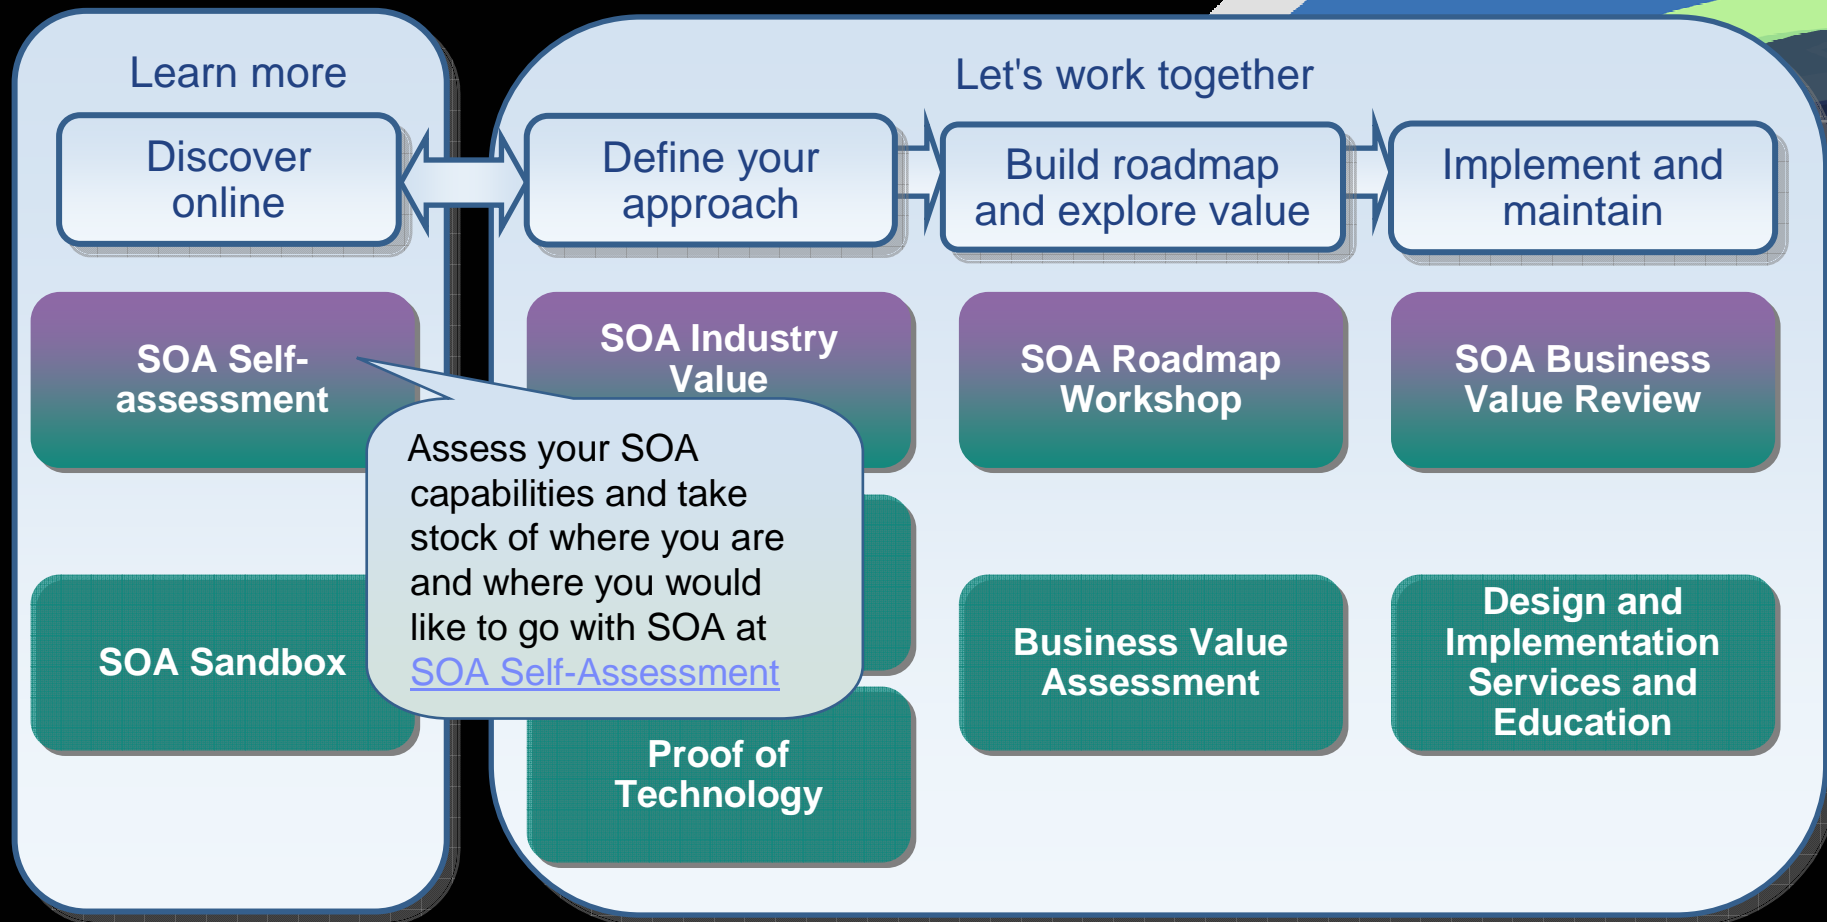 Learn more
Discover
online
SOA Self-
assessment
SOA Sandbox
Let's work together
Define your
approach
Build roadmap
and explore value
Implement and
maintain
SOA Industry
Value
SOA Roadmap
Workshop
SOA Business
Value Review
Assess your SOA
capabilities and take
stock of where you are
and where you would
like to go with SOA at
SOA Self-Assessment
Proof of
Technology
Business Value
Assessment
Design and
Implementation
Services and
Education